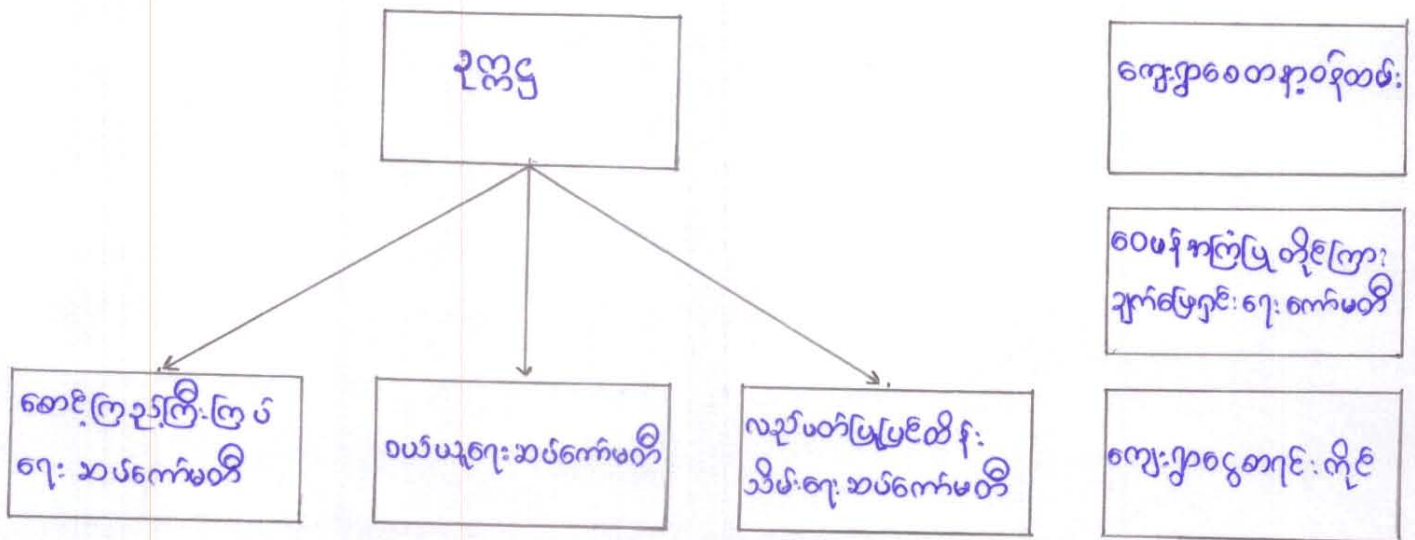 ဥက္ကဋ္ဌ
ကျေးရွာစေတနာ့ဝန်ထမ်း
ဝေဖန်အကြံပြုတိုင်ကြား
ချက်ဖြေရှင်းရေးကော်မတီ
စောင့်ကြည့်ကြီးကြပ်
ရေးဆပ်ကော်မတီ
ဝယ်ယူရေးဆပ်ကော်မတီ
လည်ပတ်ပြုပြင်ထိန်း
သိမ်းရေးဆပ်ကော်မတီ
ကျေးရွာငွေစာရင်းကိုင်